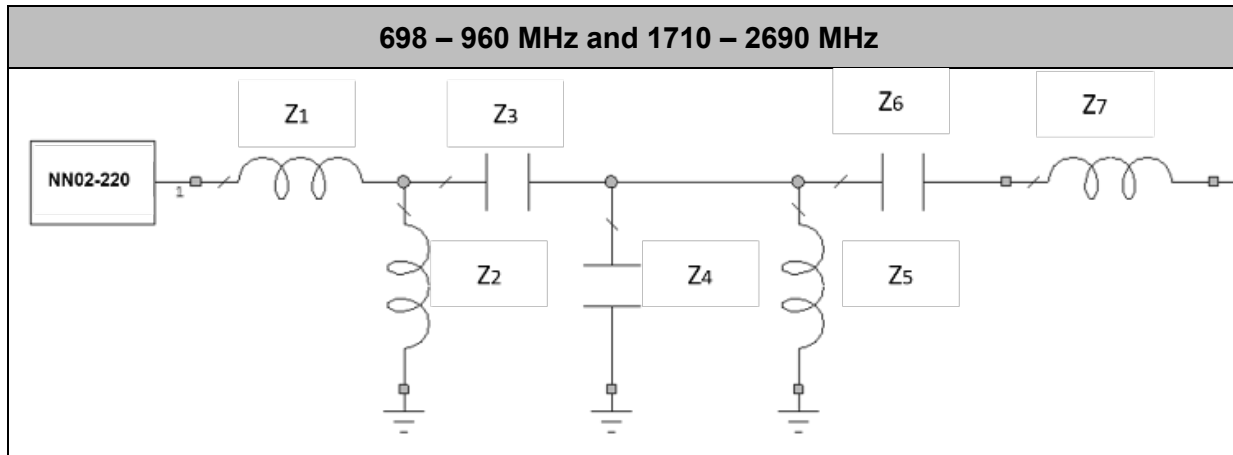 698 – 960 MHz and 1710 – 2690 MHz
Z1
Z3
Z6
Z7
NN02-220
1
Z2
Z4
Z5